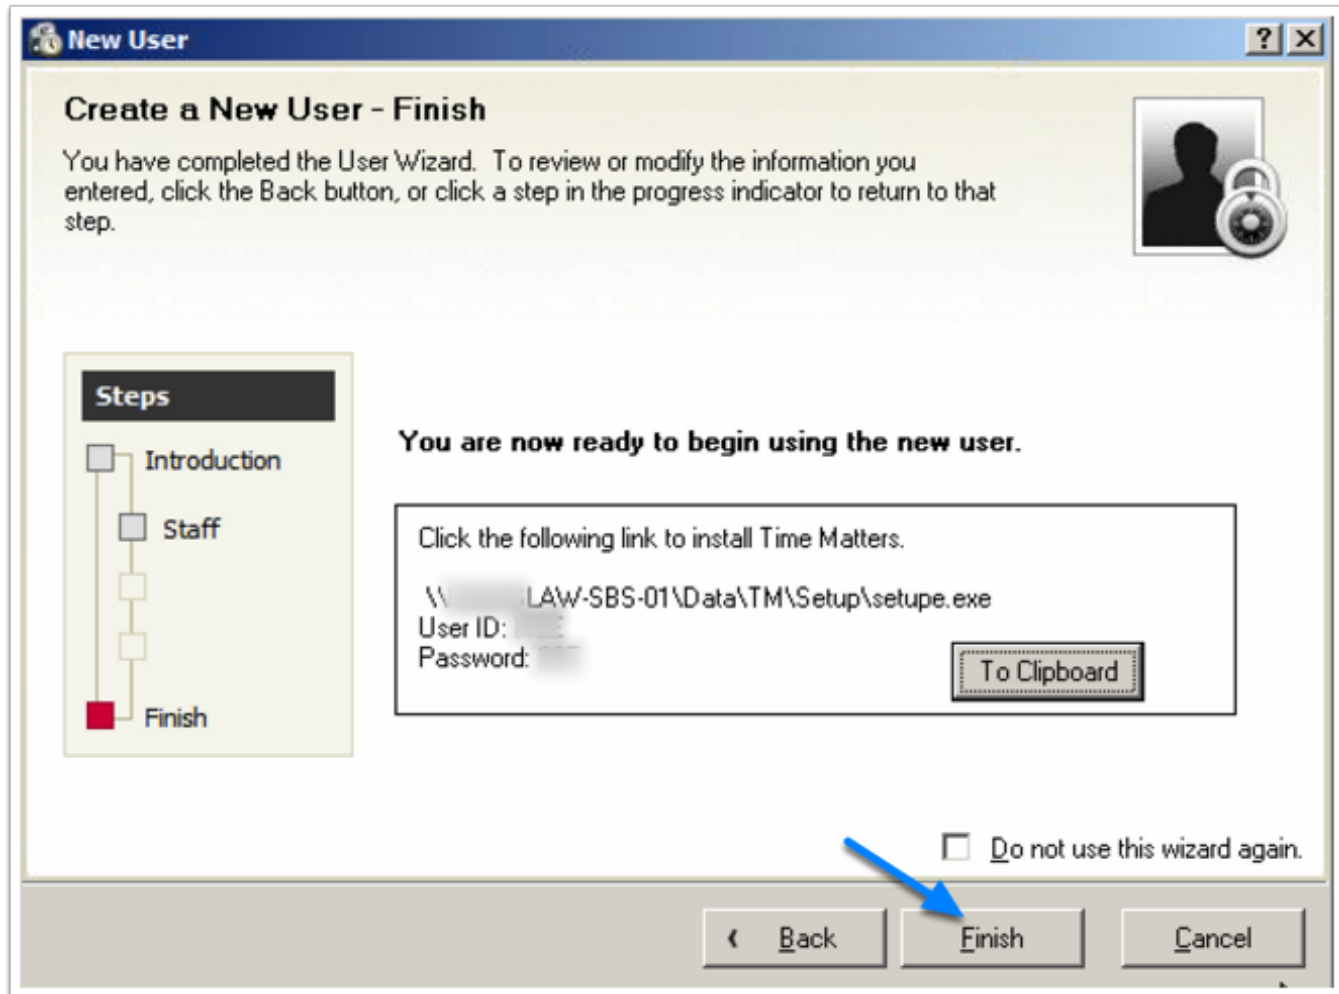 New User
Create a New User - Finish
You have completed the User Wizard. To review or modify the information you
entered, click the Back button, or click a step in the progress indicator to return to that
step.
Steps
Introduction
Staff
Finish
You are now ready to begin using the new user.
Click the following link to install Time Matters.
\\ LAW-SBS-01\Data\TM\Setup\setupe.exe
User ID:
Password:
To Clipboard
Do not use this wizard again.
Back
Finish
Cancel